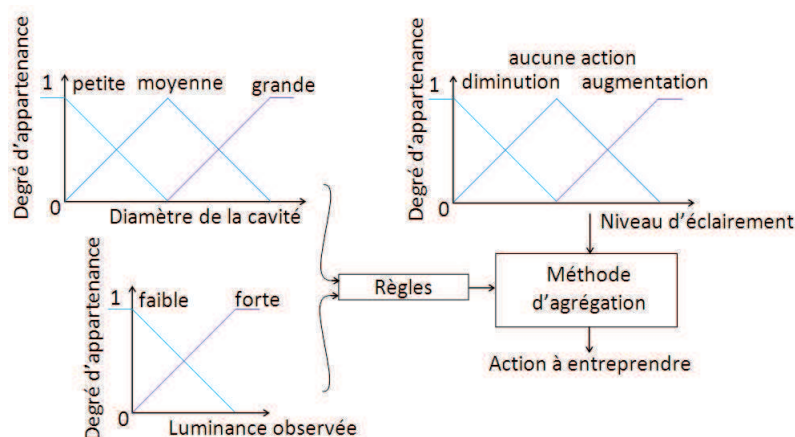 Degré d'appartenance
1
petite
moyenne
grande
0
Diamètre de la cavité
Degré d'appartenance
1
aucune action
diminution
augmentation
0
Niveau d'éclairement
Degré d'appartenance
1
faible
forte
0
Luminance observée
Règles
Méthode
d'agrégation
Action à entreprendre